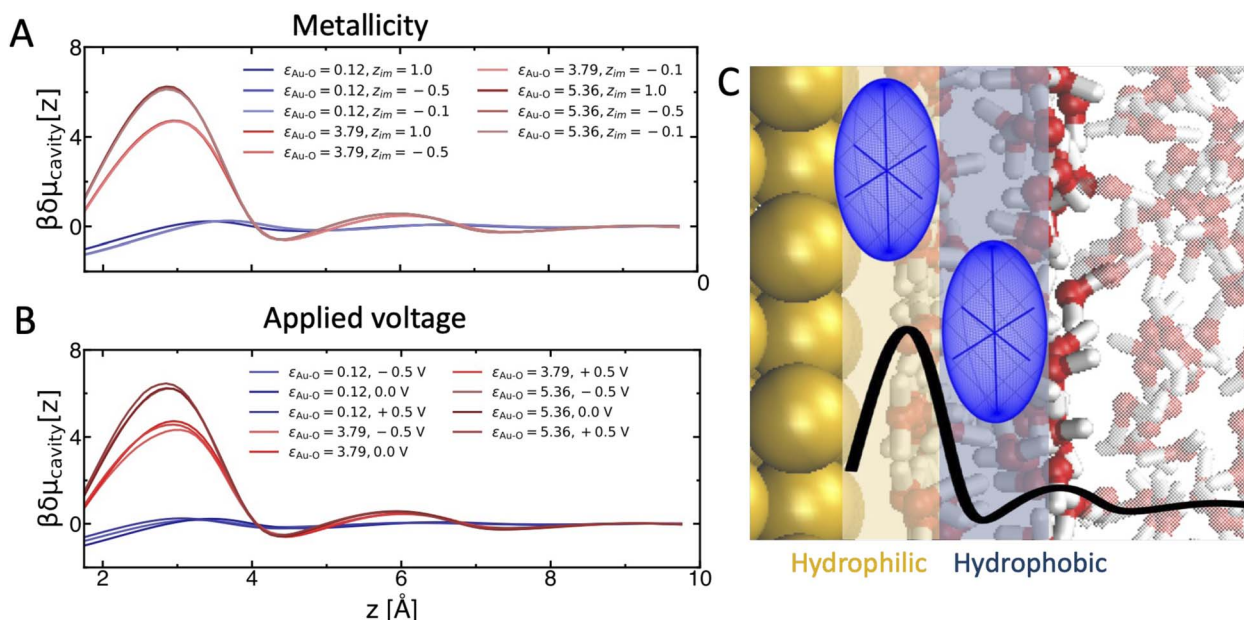 A
Metallicity
8
4
0
βδμcavity[z]
εAu-O = 0.12, zim = 1.0
εAu-O = 0.12, zim = −0.5
εAu-O = 0.12, zim = −0.1
εAu-O = 3.79, zim = 1.0
εAu-O = 3.79, zim = −0.5
εAu-O = 3.79, zim = −0.1
εAu-O = 5.36, zim = 1.0
εAu-O = 5.36, zim = −0.5
εAu-O = 5.36, zim = −0.1
0
B
Applied voltage
8
4
0
βδμcavity[z]
εAu-O = 0.12, − 0.5 V
εAu-O = 0.12, 0.0 V
εAu-O = 0.12, + 0.5 V
εAu-O = 3.79, − 0.5 V
εAu-O = 3.79, 0.0 V
εAu-O = 3.79, + 0.5 V
εAu-O = 5.36, − 0.5 V
εAu-O = 5.36, 0.0 V
εAu-O = 5.36, + 0.5 V
2 4 6 8 10
z [Å]
C
Hydrophilic Hydrophobic